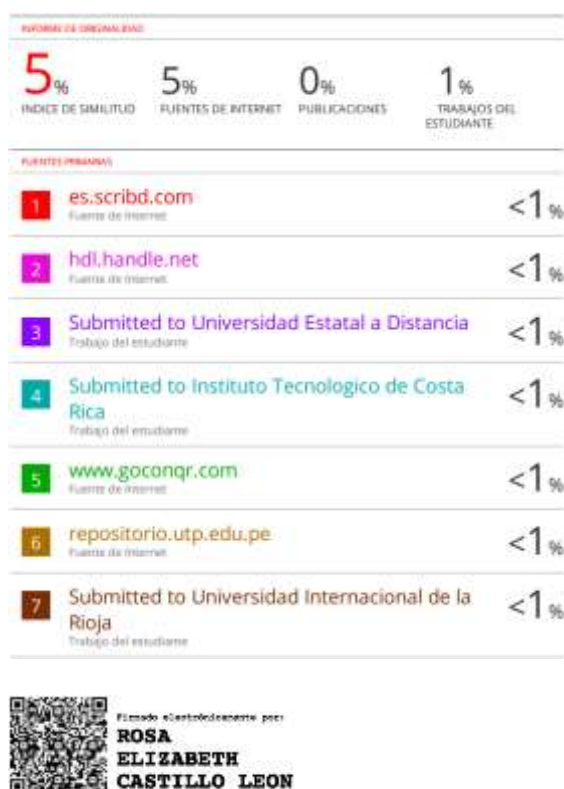 INFORME DE ORIGINALIDAD
5% 5% 0% 1%
INDICE DE SIMILITUD FUENTES DE INTERNET PUBLICACIONES TRABAJOS DEL
ESTUDIANTE
FUENTES PRIMARIAS
1 es.scribd.com <1%
Fuente de Internet
2 hdl.handle.net <1%
Fuente de Internet
3 Submitted to Universidad Estatal a Distancia <1%
Trabajo del estudiante
4 Submitted to Instituto Tecnologico de Costa <1%
Rica
Trabajo del estudiante
5 www.goconqr.com <1%
Fuente de Internet
6 repositorio.utp.edu.pe <1%
Fuente de Internet
7 Submitted to Universidad Internacional de la <1%
Rioja
Trabajo del estudiante
Firmado electrónicamente por:
ROSA
ELIZABETH
CASTILLO LEON